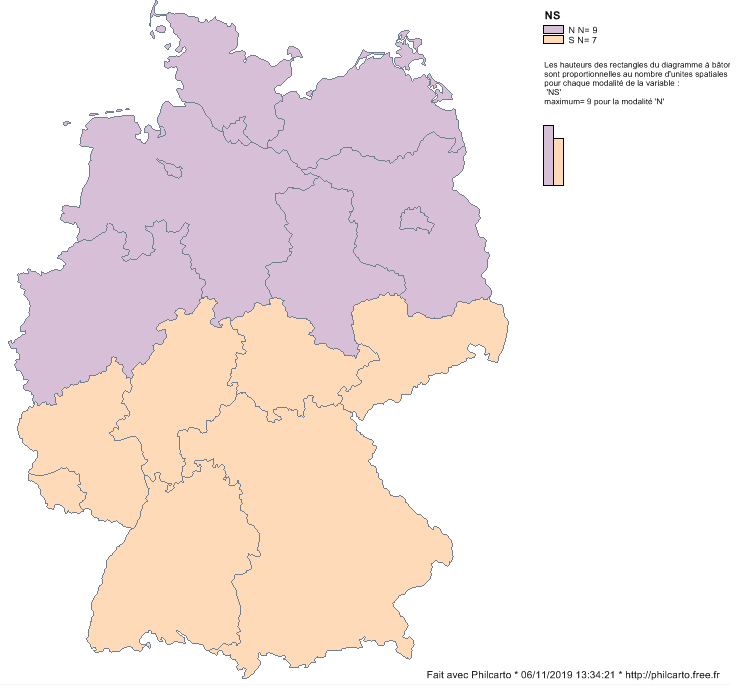 NS
N N= 9
S N= 7
Les hauteurs des rectangles du diagramme à bâtor
sont proportionnelles au nombre d'unites spatiales
pour chaque modalité de la variable :
'NS'
maximum= 9 pour la modalité 'N'
Fait avec Philcarto * 06/11/2019 13:34:21 * http://philcarto.free.fr